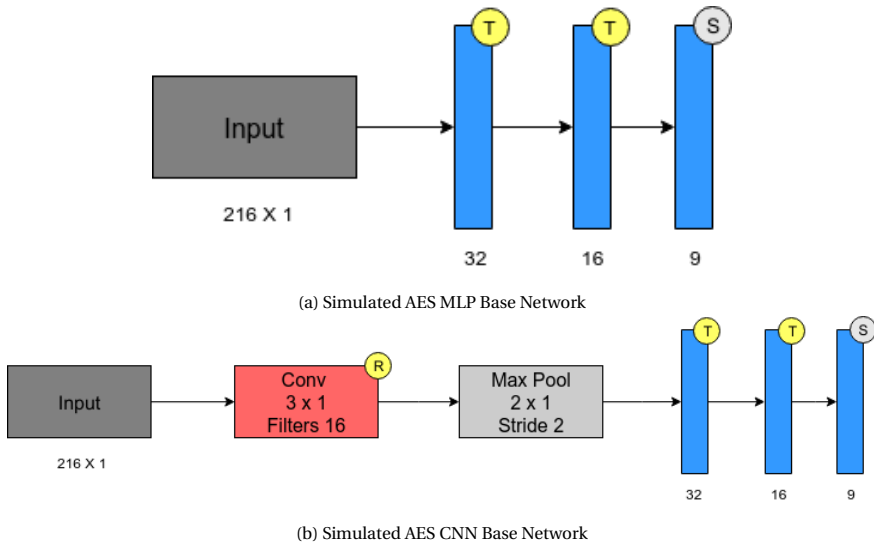 T
T
S
Input
216 X 1
32
16
9
(a) Simulated AES MLP Base Network
T
T
S
R
Input
Conv
3 x 1
Filters 16
Max Pool
2 x 1
Stride 2
216 X 1
32
16
9
(b) Simulated AES CNN Base Network